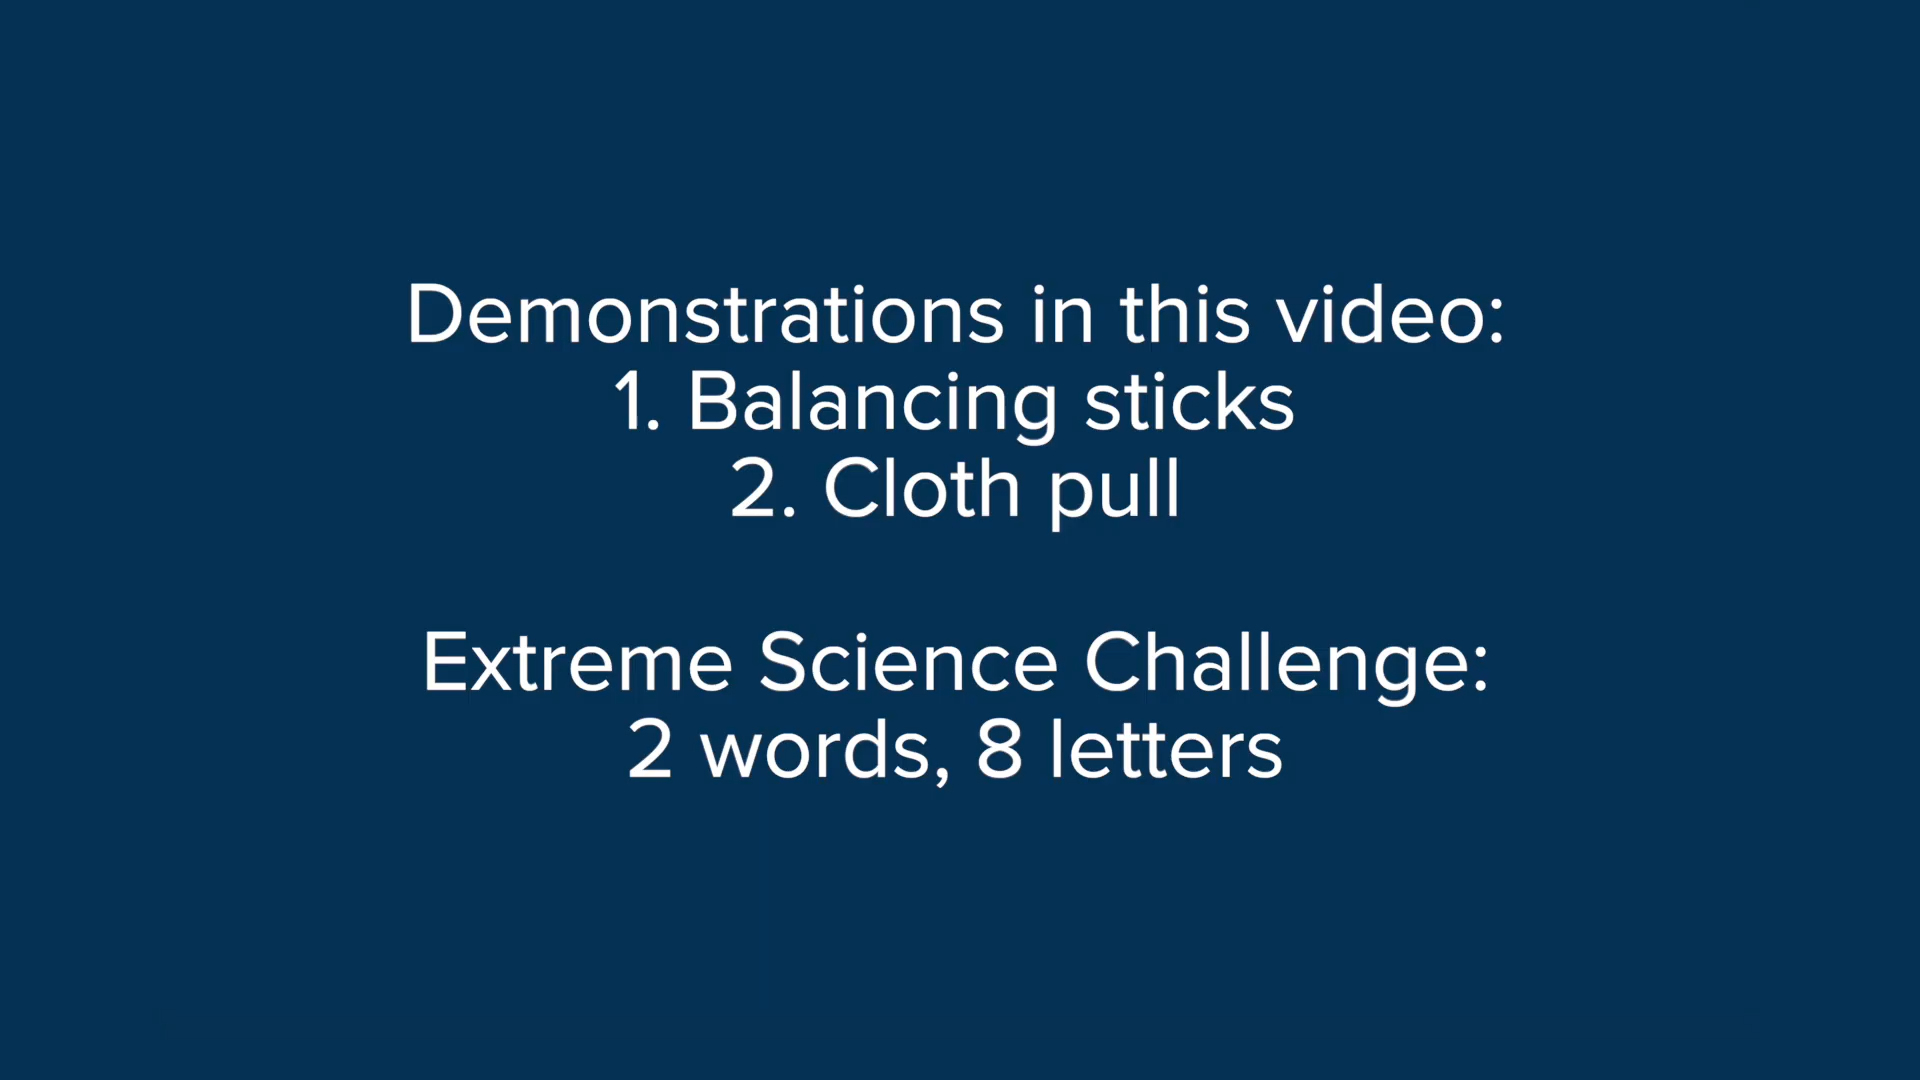 Demonstrations in this video:
1. Balancing sticks
2. Cloth pull
Extreme Science Challenge:
2 words, 8 letters